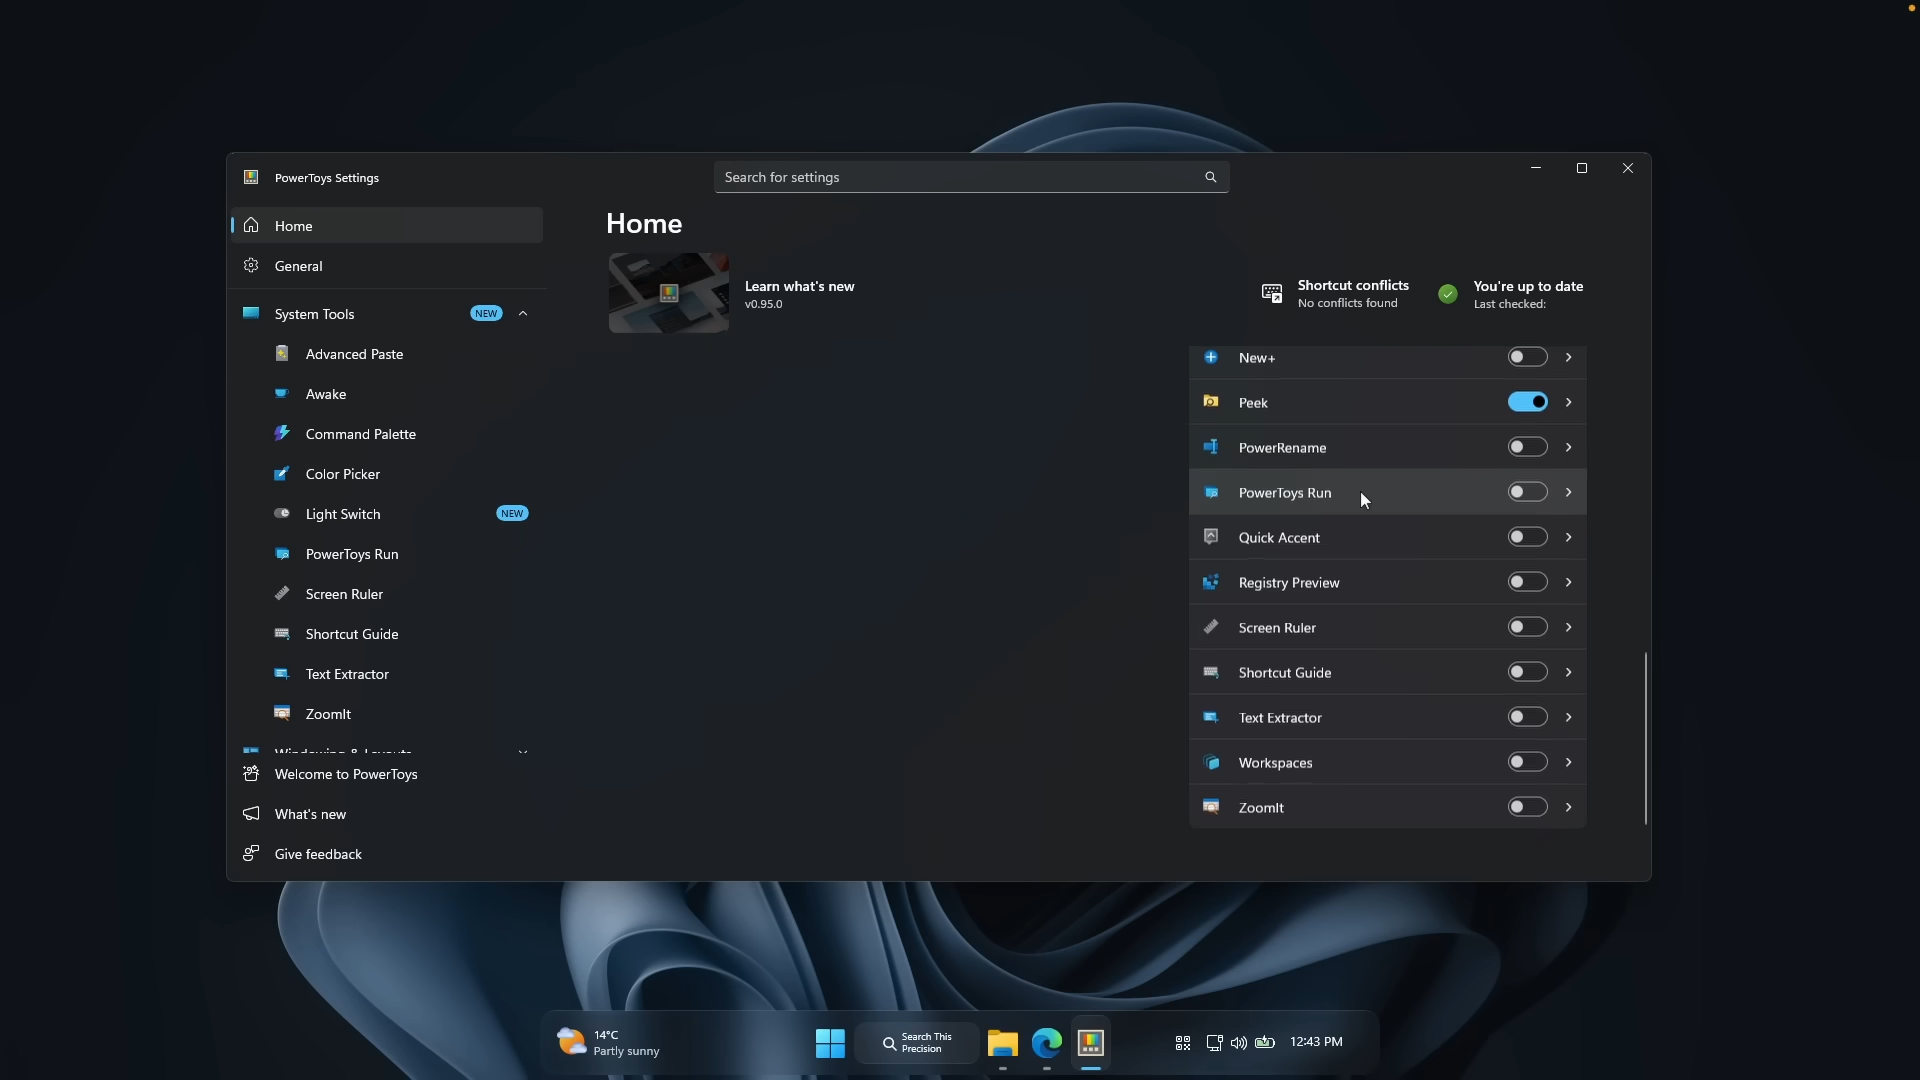 PowerToys Settings
Search for settings
Home
General
System Tools NEW
Advanced Paste
Awake
Command Palette
Color Picker
Light Switch NEW
PowerToys Run
Screen Ruler
Shortcut Guide
Text Extractor
ZoomIt
Windowing & Layouts
Welcome to PowerToys
What's new
Give feedback
Home
Learn what's new
v0.95.0
Shortcut conflicts
No conflicts found
You're up to date
Last checked:
New+
Peek
PowerRename
PowerToys Run
Quick Accent
Registry Preview
Screen Ruler
Shortcut Guide
Text Extractor
Workspaces
ZoomIt
14°C
Partly sunny
Search This
Precision
12:43 PM